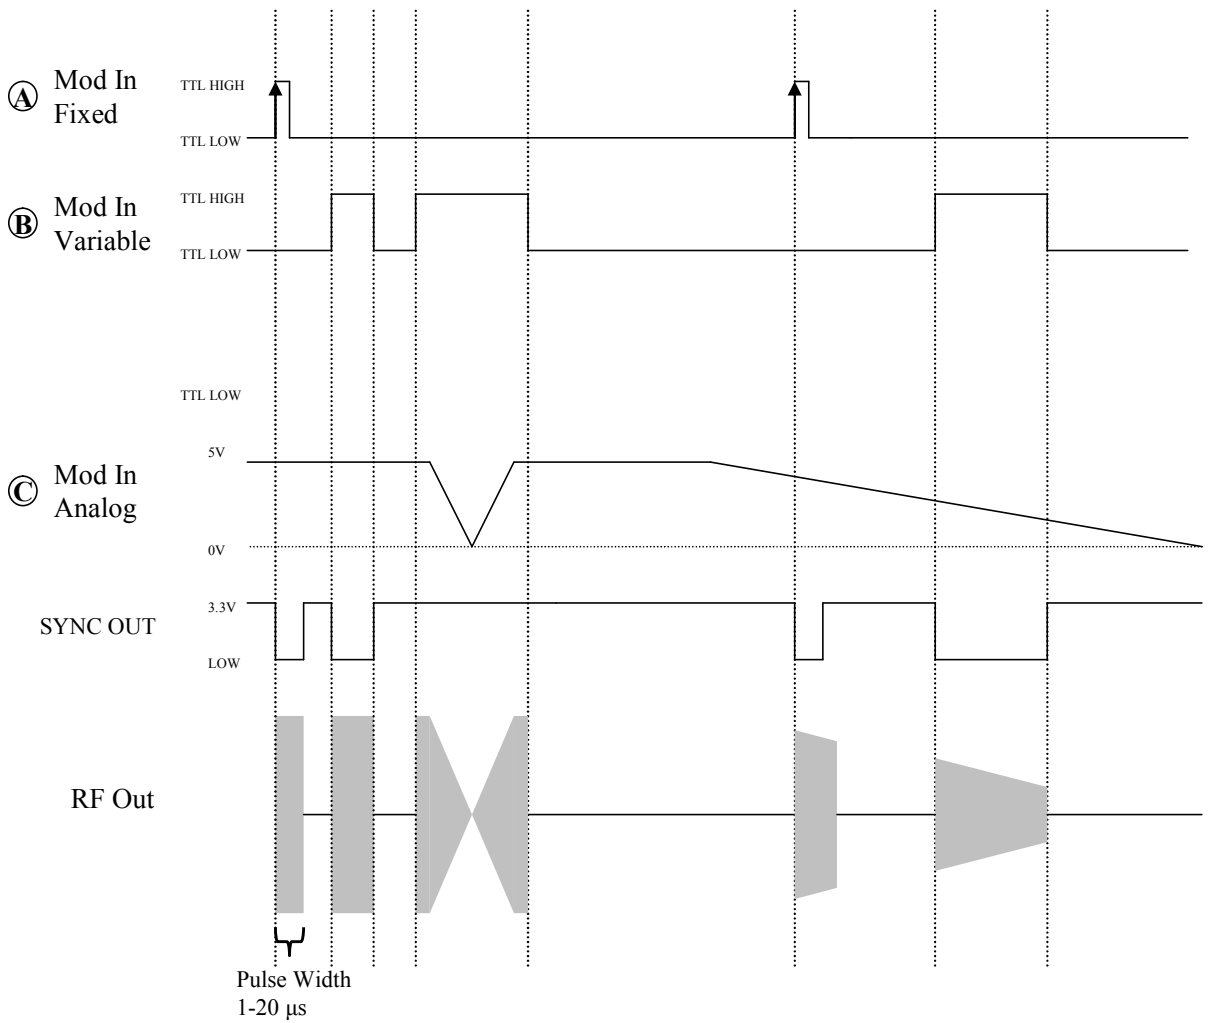 A
Mod In
Fixed
TTL HIGH
TTL LOW
B
Mod In
Variable
TTL HIGH
TTL LOW
TTL LOW
C
Mod In
Analog
5V
0V
SYNC OUT
3.3V
LOW
RF Out
Pulse Width
1-20 μs